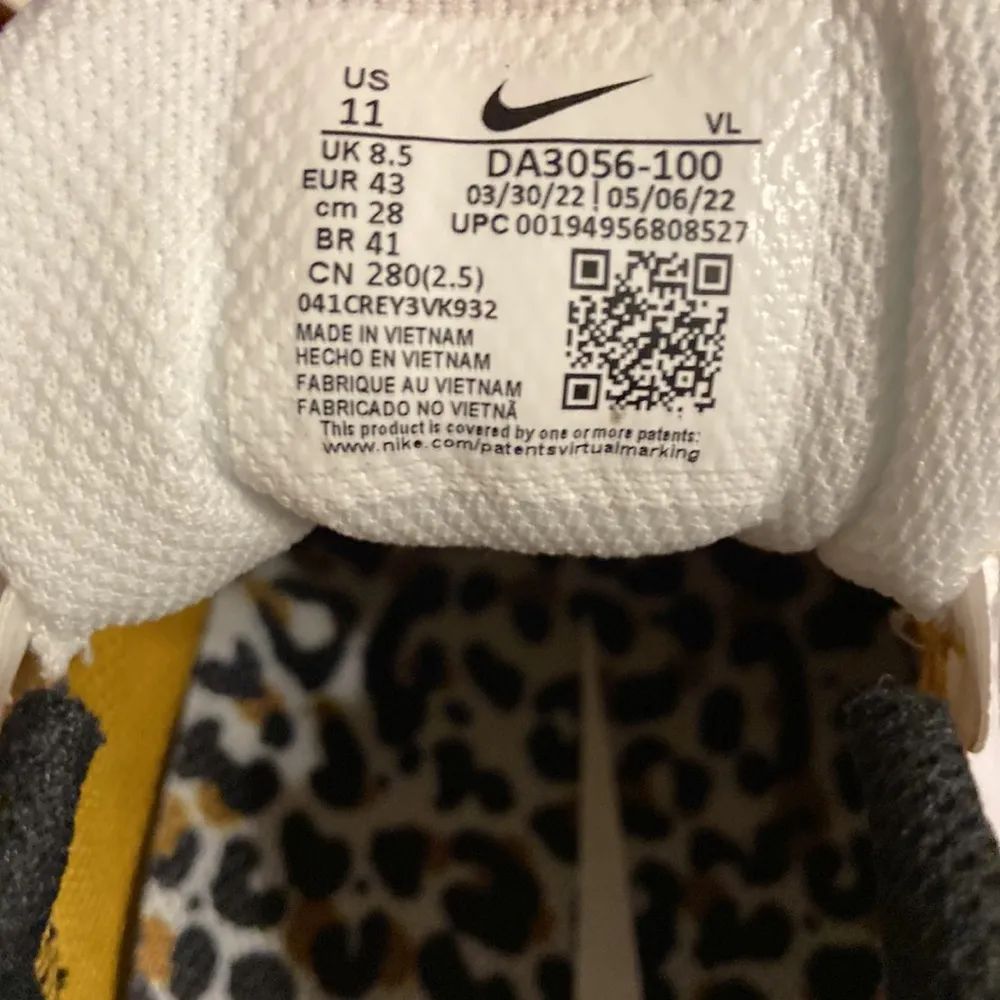 US
11
VL
UK 8.5
EUR 43
cm 28
BR 41
CN 280(2.5)
041CREY3VK932
MADE IN VIETNAM
HECHO EN VIETNAM
FABRIQUE AU VIETNAM
FABRICADO NO VIETNÃ
DA3056-100
03/30/22 | 05/06/22
UPC 00194956808527
This product is covered by one or more patents:
www.nike.com/patentsvirtualmarking